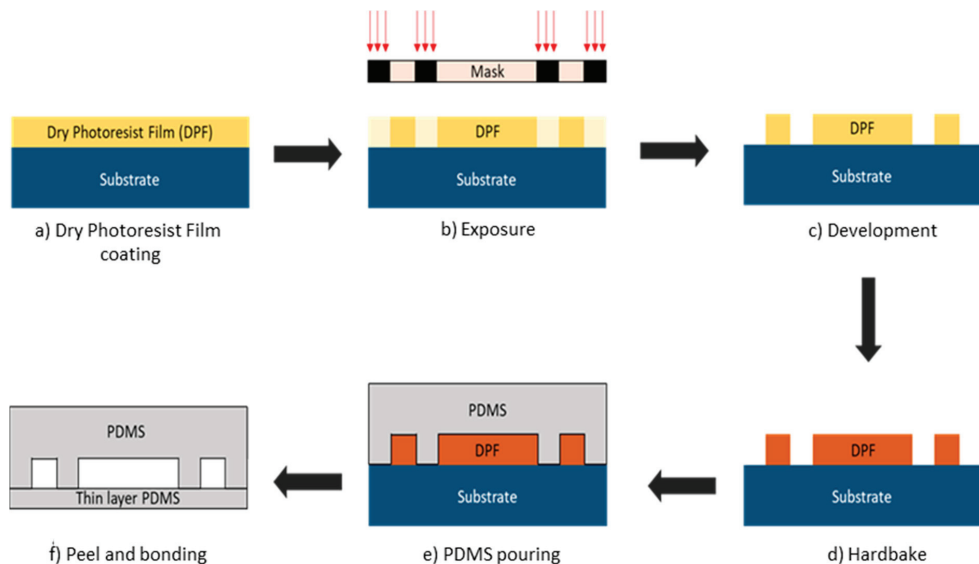 Mask
Dry Photoresist Film (DPF)
Substrate
a) Dry Photoresist Film
coating
DPF
Substrate
b) Exposure
DPF
Substrate
c) Development
PDMS
Thin layer PDMS
f) Peel and bonding
PDMS
DPF
Substrate
e) PDMS pouring
DPF
Substrate
d) Hardbake